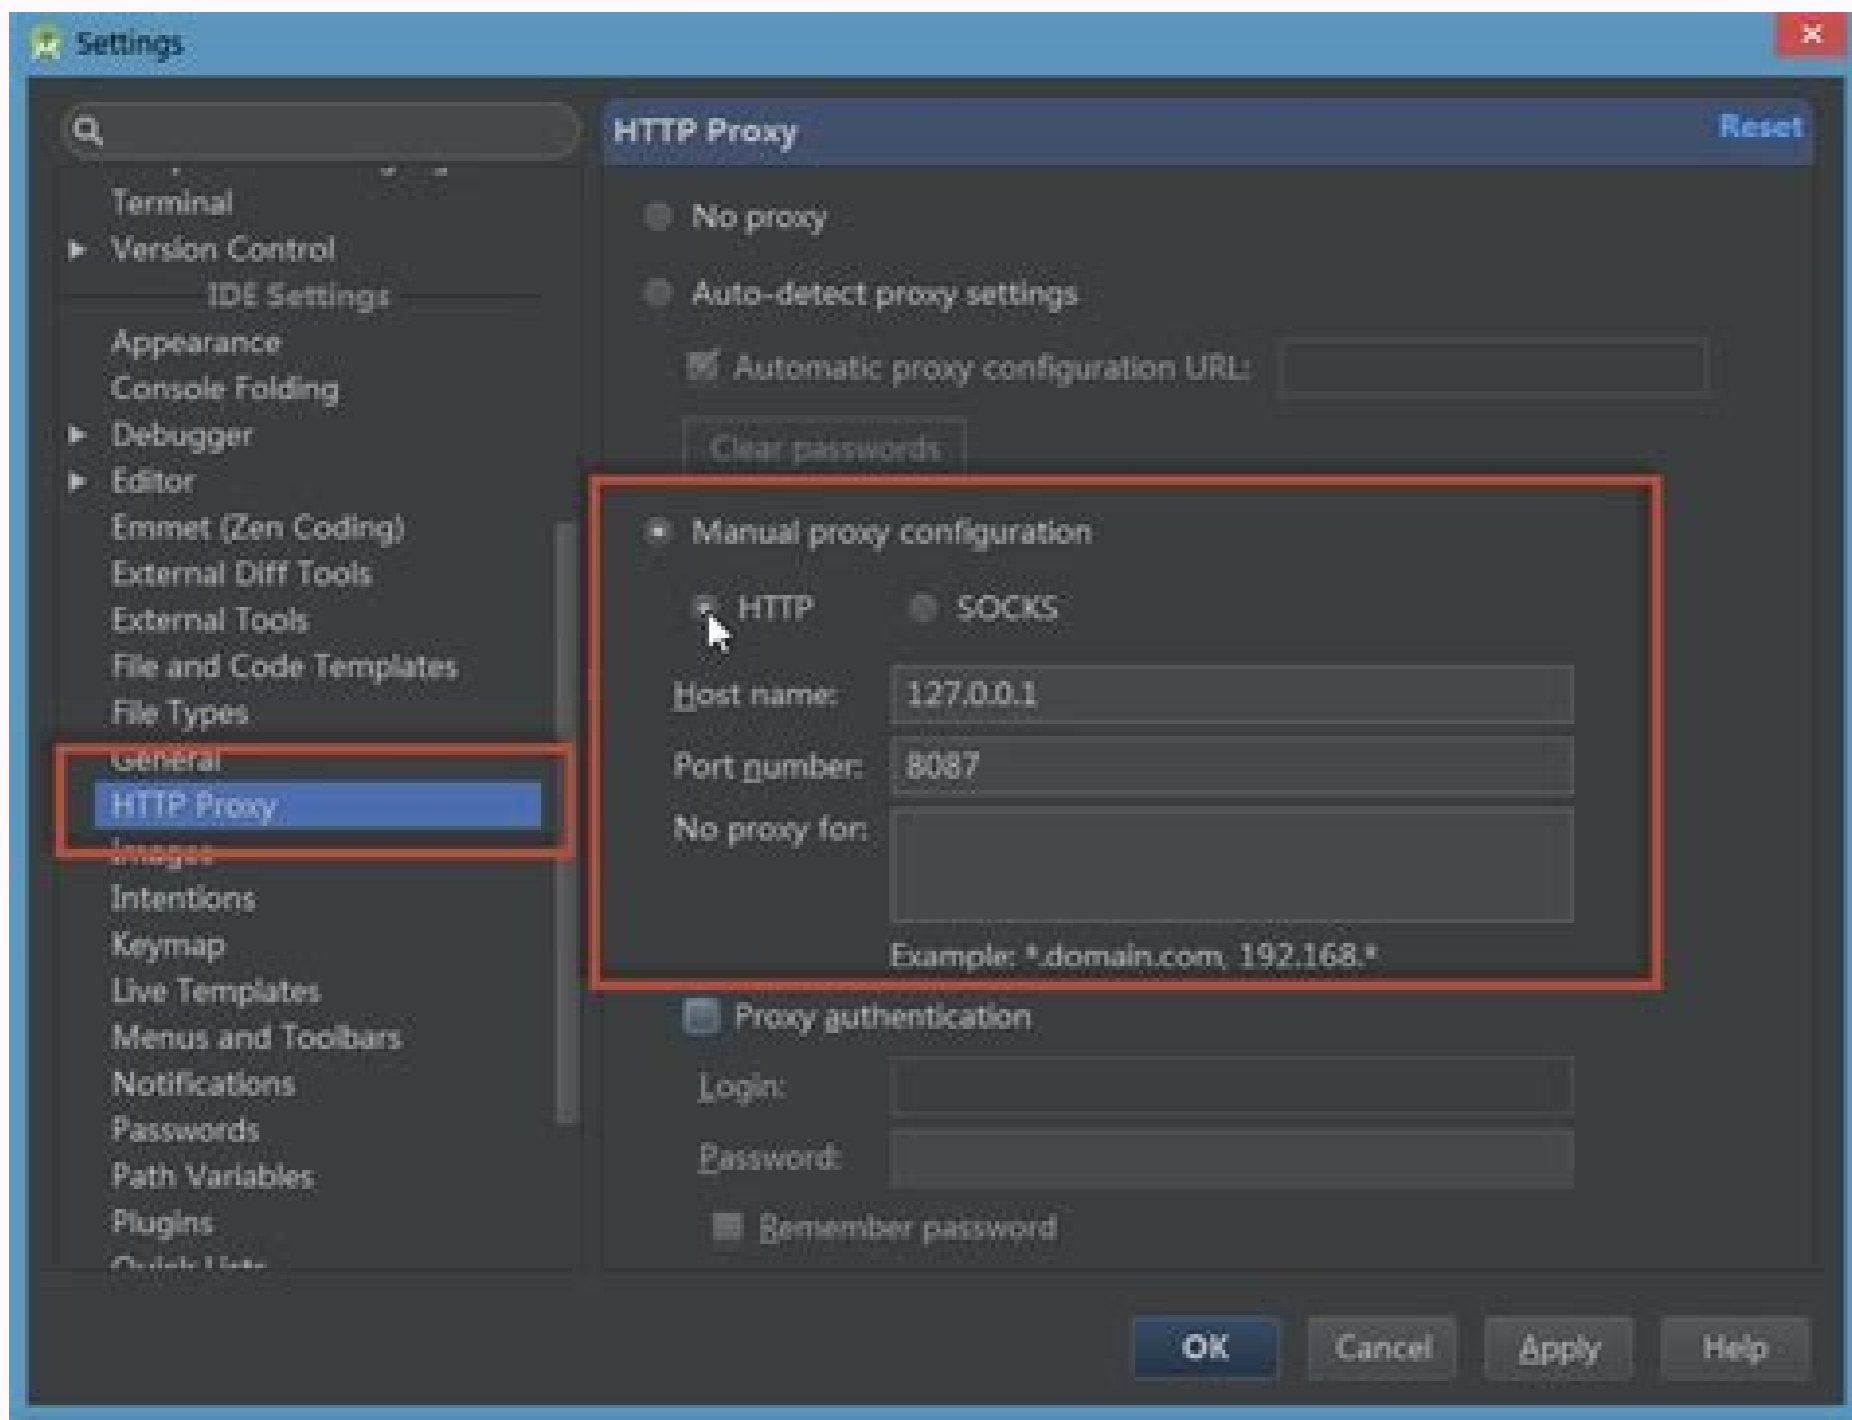 Settings
HTTP Proxy
Reset
Terminal
Version Control
IDE Settings
Appearance
Console Folding
Debugger
Editor
Emmet (Zen Coding)
External Diff Tools
External Tools
File and Code Templates
File Types
General
HTTP Proxy
Images
Intentions
Keymap
Live Templates
Menus and Toolbars
Notifications
Passwords
Path Variables
Plugins
Quick Lists
No proxy
Auto-detect proxy settings
Automatic proxy configuration URL:
Clear passwords
Manual proxy configuration
HTTP SOCKS
Host name: 127.0.0.1
Port number: 8087
No proxy for:
Example: *.domain.com, 192.168.*
Proxy authentication
Login:
Password:
Remember password
OK Cancel Apply Help